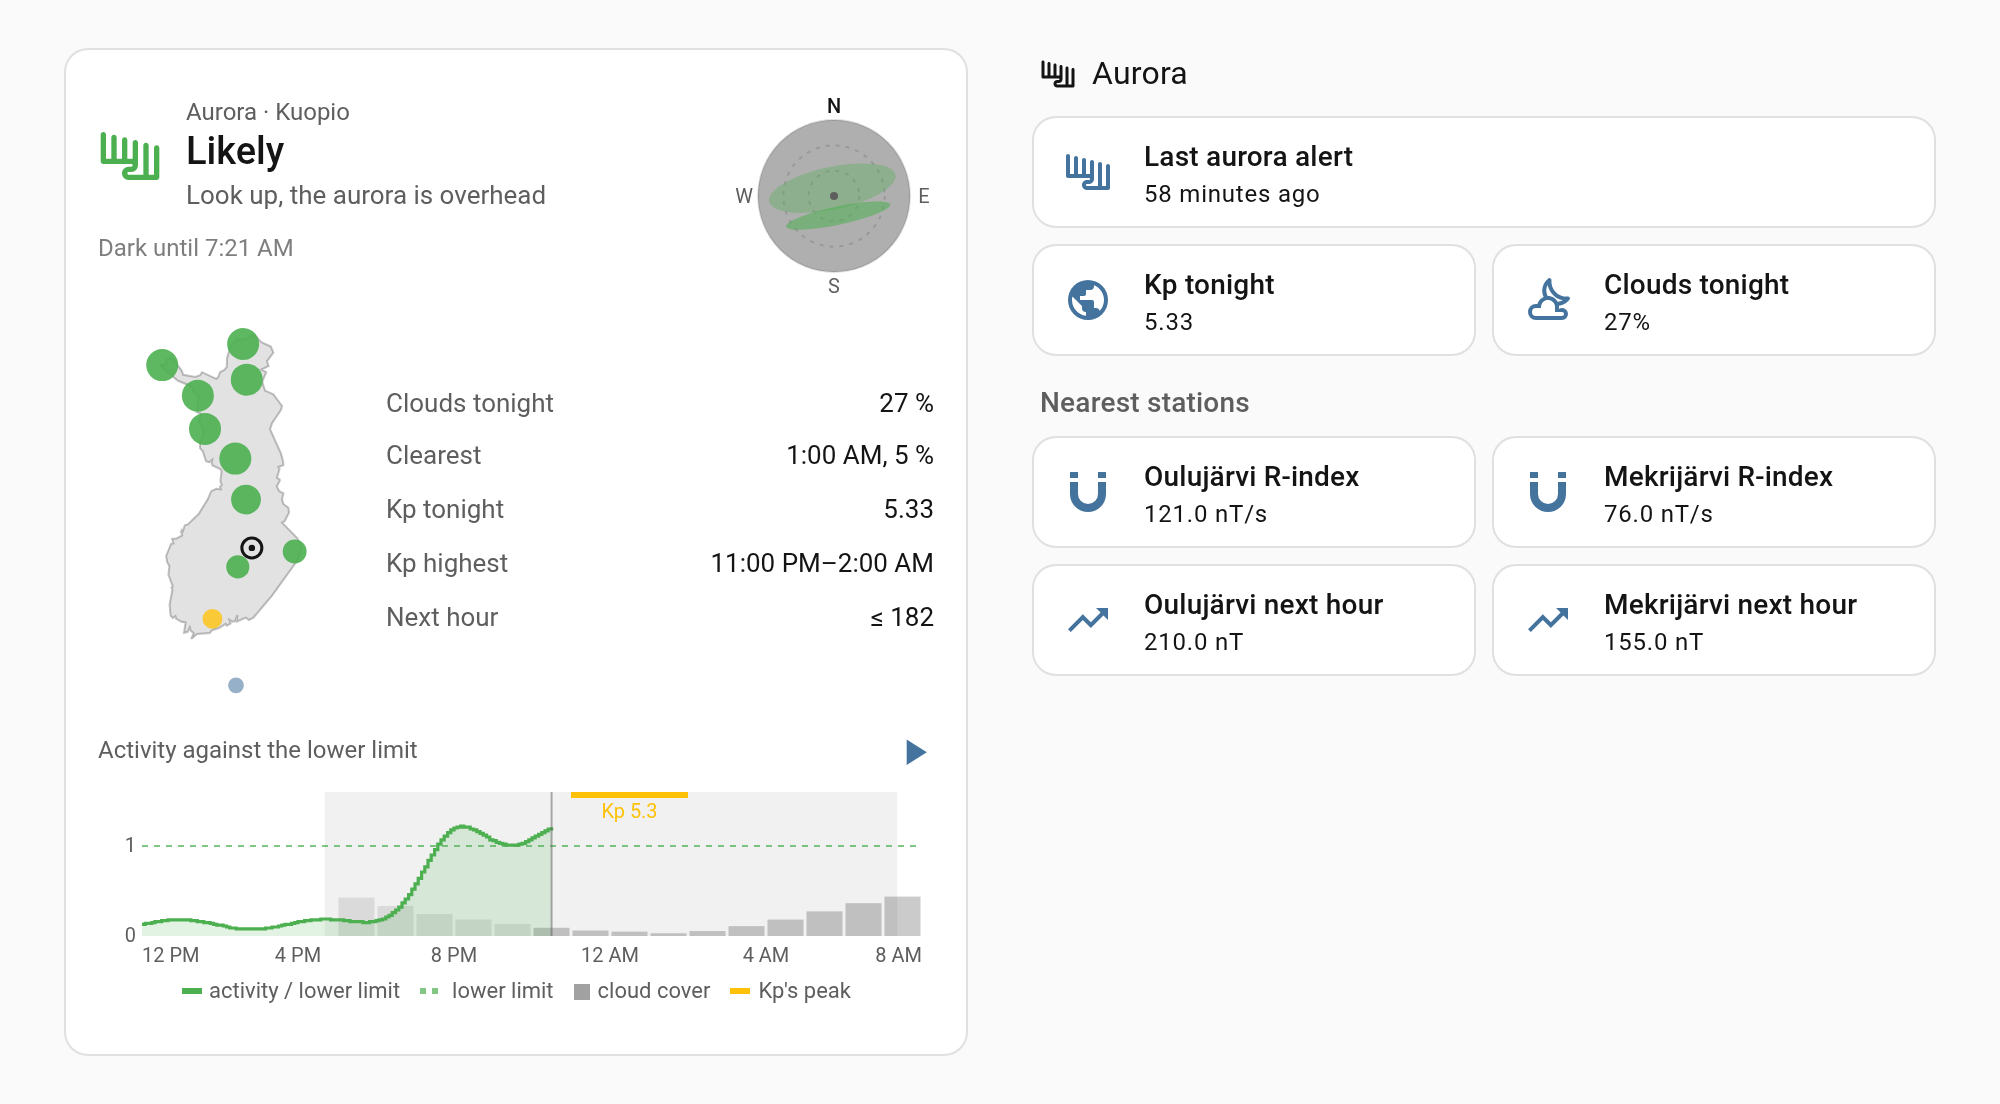 Aurora · Kuopio
Likely
Look up, the aurora is overhead
Dark until 7:21 AM
N
W
E
S
Clouds tonight 27 %
Clearest 1:00 AM, 5 %
Kp tonight 5.33
Kp highest 11:00 PM–2:00 AM
Next hour ≤ 182
Activity against the lower limit
Kp 5.3
1
0
12 PM 4 PM 8 PM 12 AM 4 AM 8 AM
activity / lower limit lower limit cloud cover Kp's peak
Aurora
Last aurora alert
58 minutes ago
Kp tonight
5.33
Clouds tonight
27%
Nearest stations
Oulujärvi R-index
121.0 nT/s
Mekrijärvi R-index
76.0 nT/s
Oulujärvi next hour
210.0 nT
Mekrijärvi next hour
155.0 nT